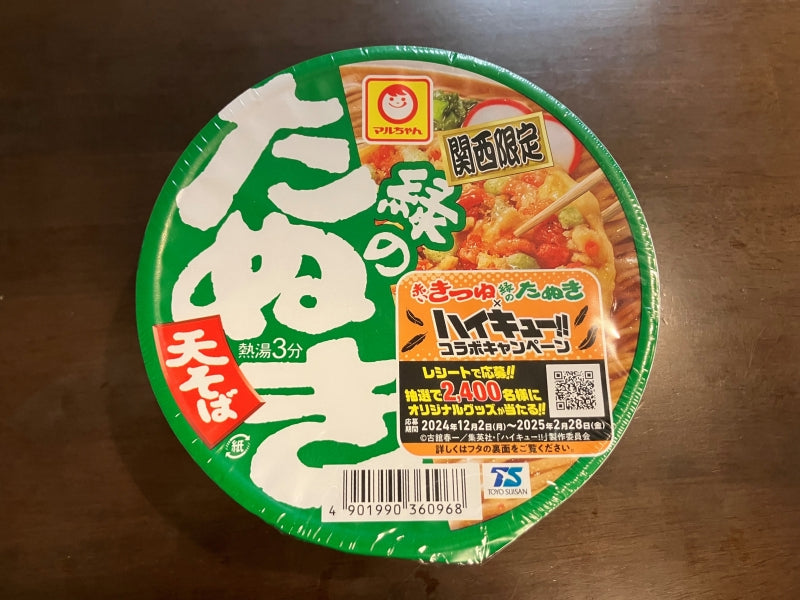 マルちゃん
関西限定
緑の
たぬき
天そば
熱湯3分
紙
赤いきつね 緑のたぬき
×
ハイキュー!!
コラボキャンペーン
レシートで応募!!
抽選で2,400名様に
オリジナルグッズが当たる!!
応募期間 2024年12月2日(月)～2025年2月28日(金)
©古舘春一／集英社・「ハイキュー!!」製作委員会
詳しくはフタの裏面をご覧ください
4 901990 360968
TS
TOYO SUISAN